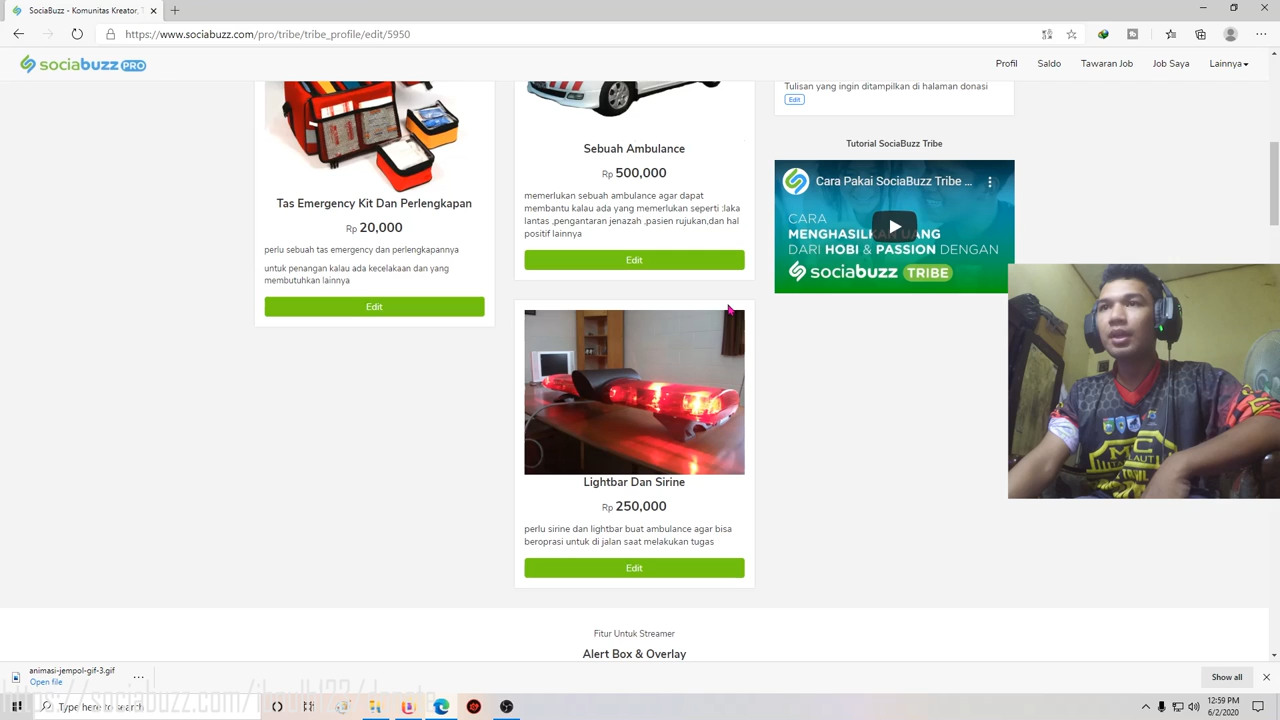 SociaBuzz - Komunitas Kreator,
https://www.sociabuzz.com/pro/tribe/tribe_profile/edit/5950
sociabuzz PRO
Profil
Saldo
Tawaran Job
Job Saya
Lainnya
Tas Emergency Kit Dan Perlengkapan
Rp 20,000
perlu sebuah tas emergency dan perlengkapannya
untuk penangan kalau ada kecelakaan dan yang
membutuhkan lainnya
Edit
Sebuah Ambulance
Rp 500,000
memerlukan sebuah ambulance agar dapat
membantu kalau ada yang memerlukan seperti :laka
lantas ,pengantaran jenazah ,pasien rujukan,dan hal
positif lainnya
Edit
Lightbar Dan Sirine
Rp 250,000
perlu sirine dan lightbar buat ambulance agar bisa
beroprasi untuk di jalan saat melakukan tugas
Edit
Tulisan yang ingin ditampilkan di halaman donasi
Edit
Tutorial SociaBuzz Tribe
Cara Pakai SociaBuzz Tribe ...
CARA
MENGHASILKAN UANG
DARI HOBI & PASSION DENGAN
sociabuzz TRIBE
Fitur Untuk Streamer
Alert Box & Overlay
animasi-jempol-gif-3.gif
Open file
Show all
Type here to search
12:59 PM
6/2/2020